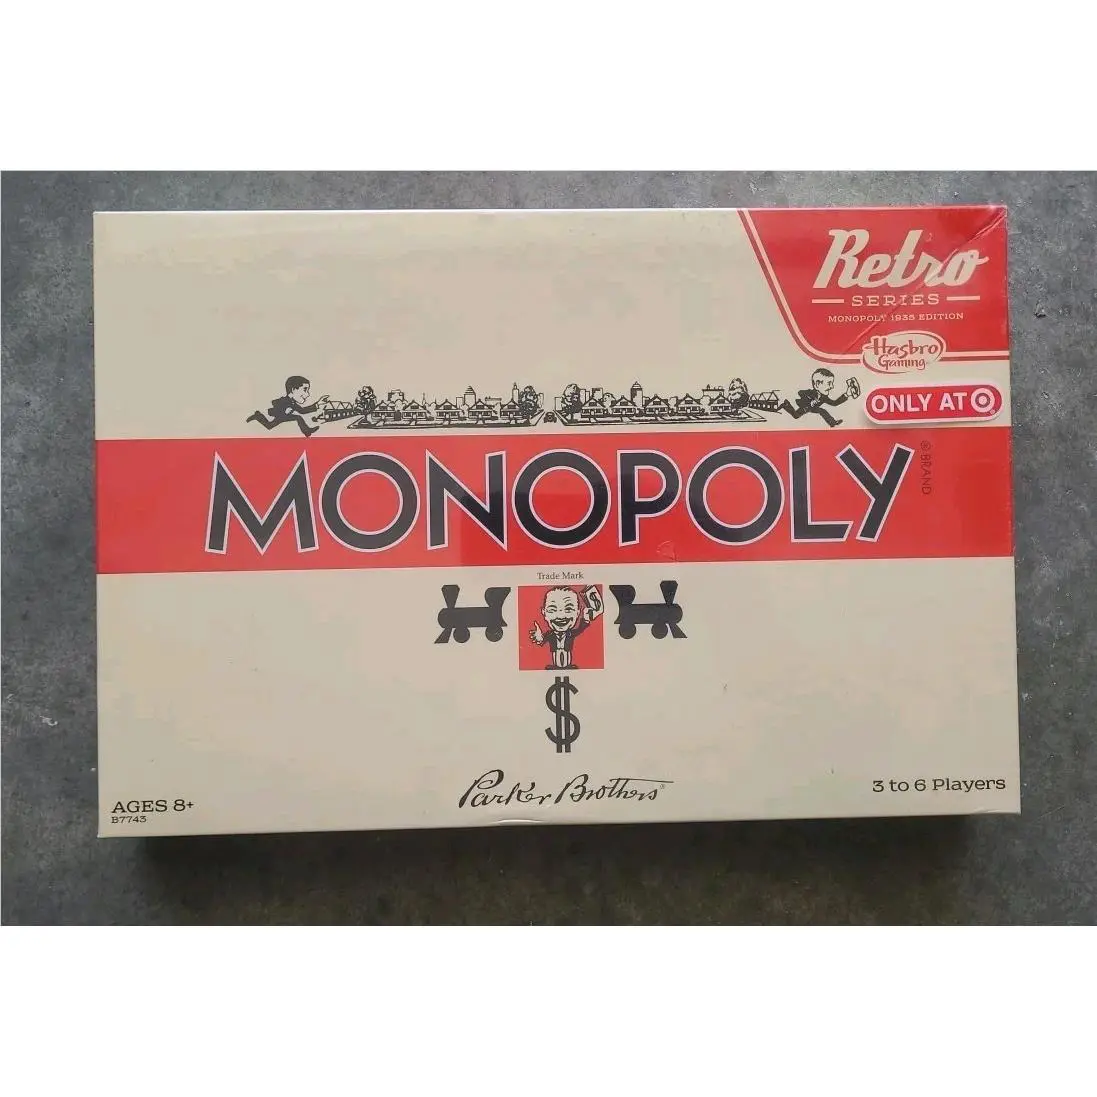 Retro
SERIES
MONOPOLY 1935 EDITION
Hasbro
Gaming
ONLY AT
MONOPOLY
® BRAND
Trade Mark
$
$
Parker Brothers®
3 to 6 Players
AGES 8+
B7743